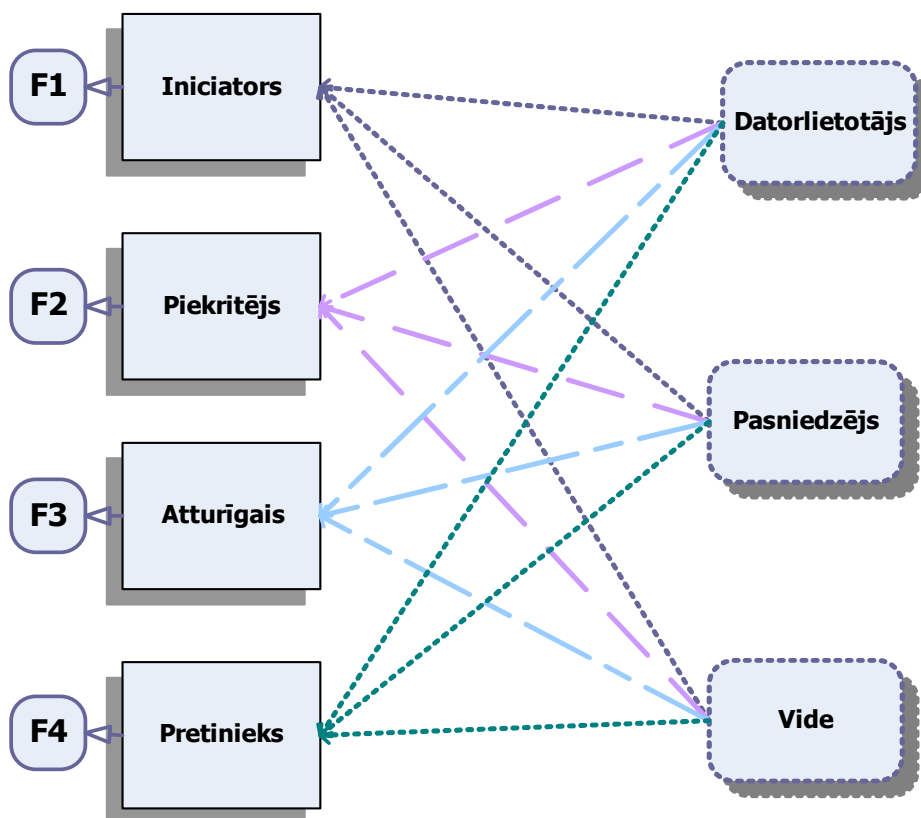 F1
Iniciators
Datorlietotājs
F2
Piekritējs
Pasniedzējs
F3
Atturīgais
F4
Pretinieks
Vide